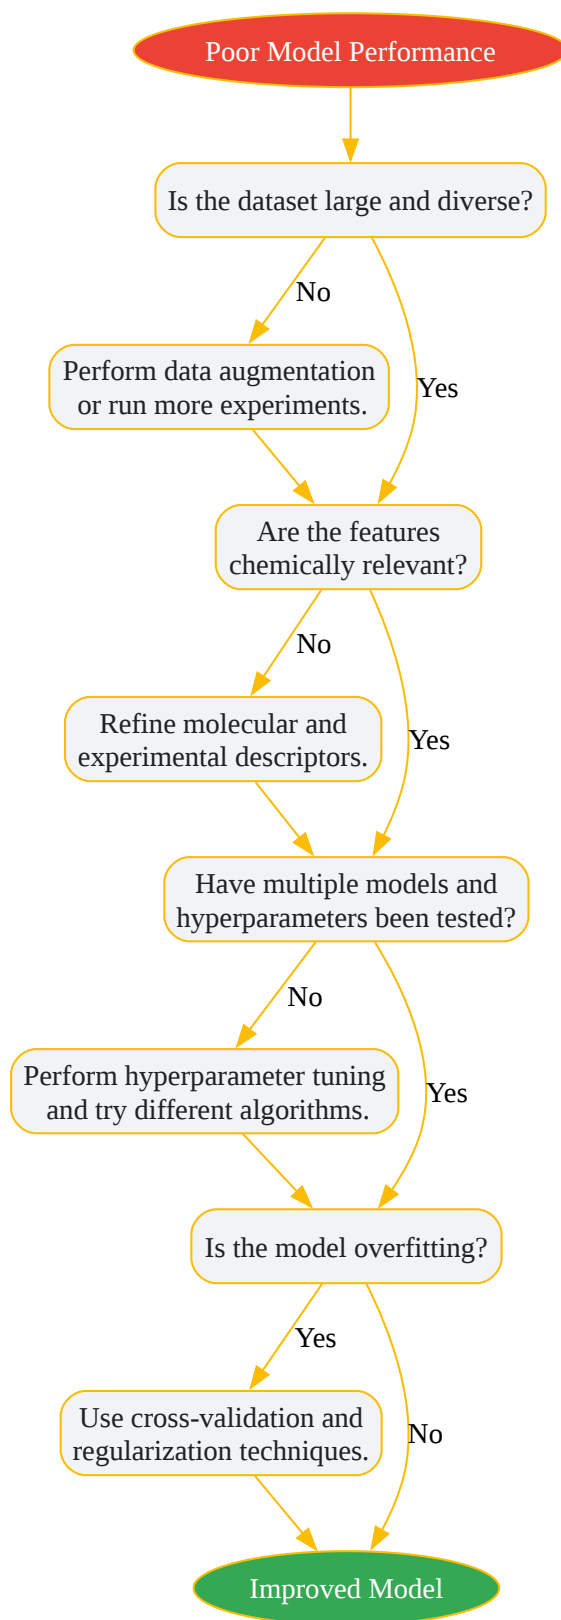 Poor Model Performance
Is the dataset large and diverse?
No
Perform data augmentation
or run more experiments.
Yes
Are the features
chemically relevant?
No
Refine molecular and
experimental descriptors.
Yes
Have multiple models and
hyperparameters been tested?
No
Perform hyperparameter tuning
and try different algorithms.
Yes
Is the model overfitting?
Yes
Use cross-validation and
regularization techniques.
No
Improved Model